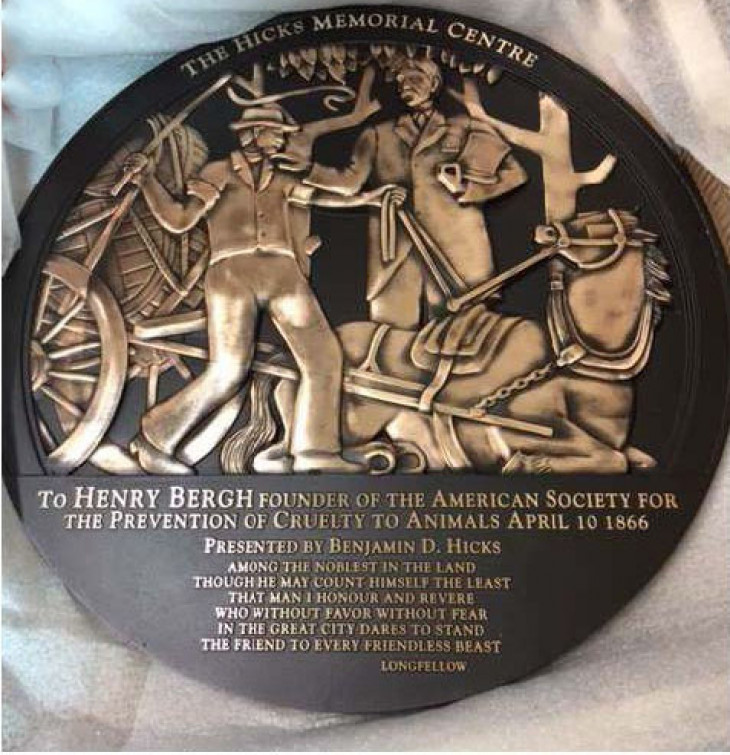 THE HICKS MEMORIAL CENTRE
TO HENRY BERGH FOUNDER OF THE AMERICAN SOCIETY FOR
THE PREVENTION OF CRUELTY TO ANIMALS APRIL 10 1866
PRESENTED BY BENJAMIN D. HICKS
AMONG THE NOBLEST IN THE LAND
THOUGH HE MAY COUNT HIMSELF THE LEAST
THAT MAN I HONOUR AND REVERE
WHO WITHOUT FAVOR WITHOUT FEAR
IN THE GREAT CITY DARES TO STAND
THE FRIEND TO EVERY FRIENDLESS BEAST
LONGFELLOW